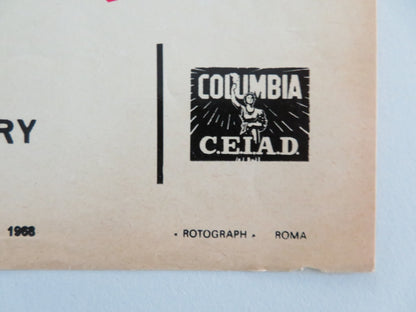 COLUMBIA
RY
C.E.I.A.D.
1968
• ROTOGRAPH • ROMA